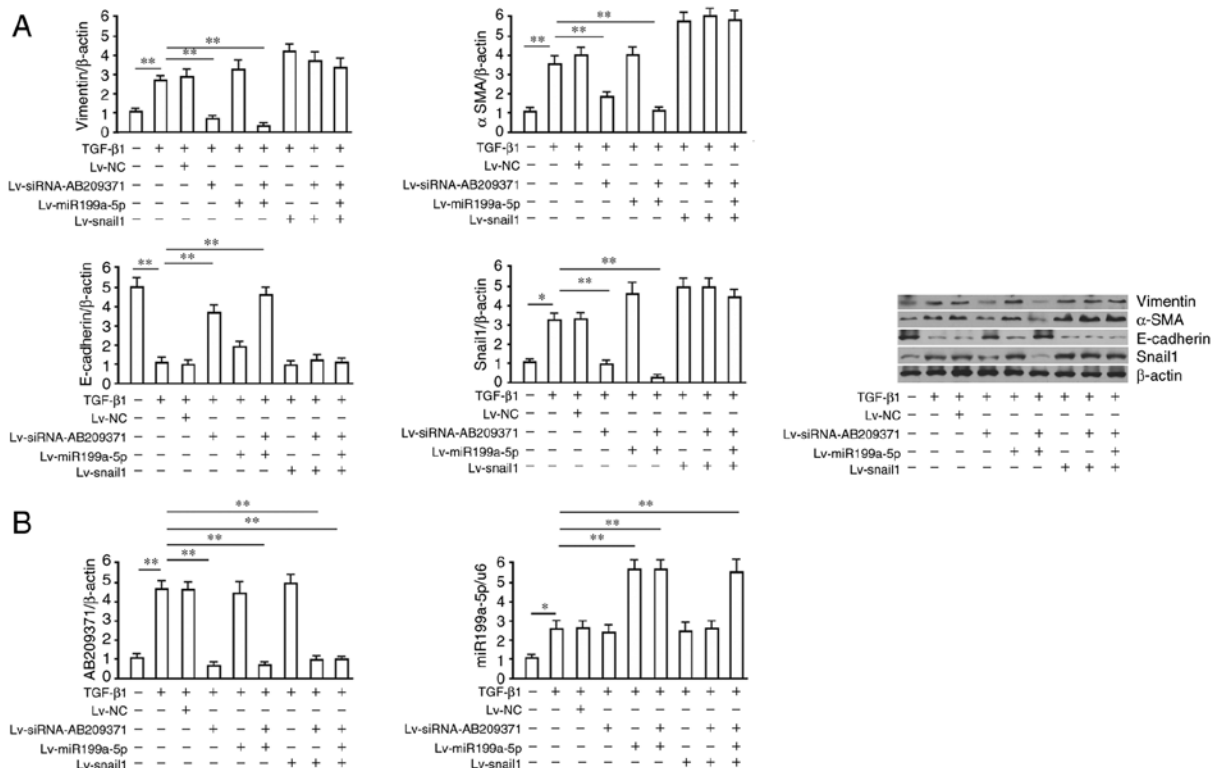 A
**
**
**
Vimentin/β-actin
6
5
4
3
2
1
0
TGF-β1 − + + + + + + + +
Lv-NC − − + − − − − − −
Lv-siRNA-AB209371 − − − + − + − + +
Lv-miR199a-5p − − − − + + − − +
Lv-snail1 − − − − − − + + +
**
**
**
α SMA/β-actin
6
5
4
3
2
1
0
TGF-β1 − + + + + + + + +
Lv-NC − − + − − − − − −
Lv-siRNA-AB209371 − − − + − + − + +
Lv-miR199a-5p − − − − + + − − +
Lv-snail1 − − − − − − + + +
**
**
**
E-cadherin/β-actin
6
5
4
3
2
1
0
TGF-β1 − + + + + + + + +
Lv-NC − − + − − − − − −
Lv-siRNA-AB209371 − − − + − + − + +
Lv-miR199a-5p − − − − + + − − +
Lv-snail1 − − − − − − + + +
**
**
*
Snail1/β-actin
6
5
4
3
2
1
0
TGF-β1 − + + + + + + + +
Lv-NC − − + − − − − − −
Lv-siRNA-AB209371 − − − + − + − + +
Lv-miR199a-5p − − − − + + − − +
Lv-snail1 − − − − − − + + +
Vimentin
α-SMA
E-cadherin
Snail1
β-actin
TGF-β1 − + + + + + + + +
Lv-NC − − + − − − − − −
Lv-siRNA-AB209371 − − − + − + − + +
Lv-miR199a-5p − − − − + + − − +
Lv-snail1 − − − − − − + + +
B
**
**
**
**
**
AB209371/β-actin
6
5
4
3
2
1
0
TGF-β1 − + + + + + + + +
Lv-NC − − + − − − − − −
Lv-siRNA-AB209371 − − − + − + − + +
Lv-miR199a-5p − − − − + + − − +
Lv-snail1 − − − − − − + + +
**
**
**
*
miR199a-5p/u6
6
5
4
3
2
1
0
TGF-β1 − + + + + + + + +
Lv-NC − − + − − − − − −
Lv-siRNA-AB209371 − − − + − + − + +
Lv-miR199a-5p − − − − + + − − +
Lv-snail1 − − − − − − + + +